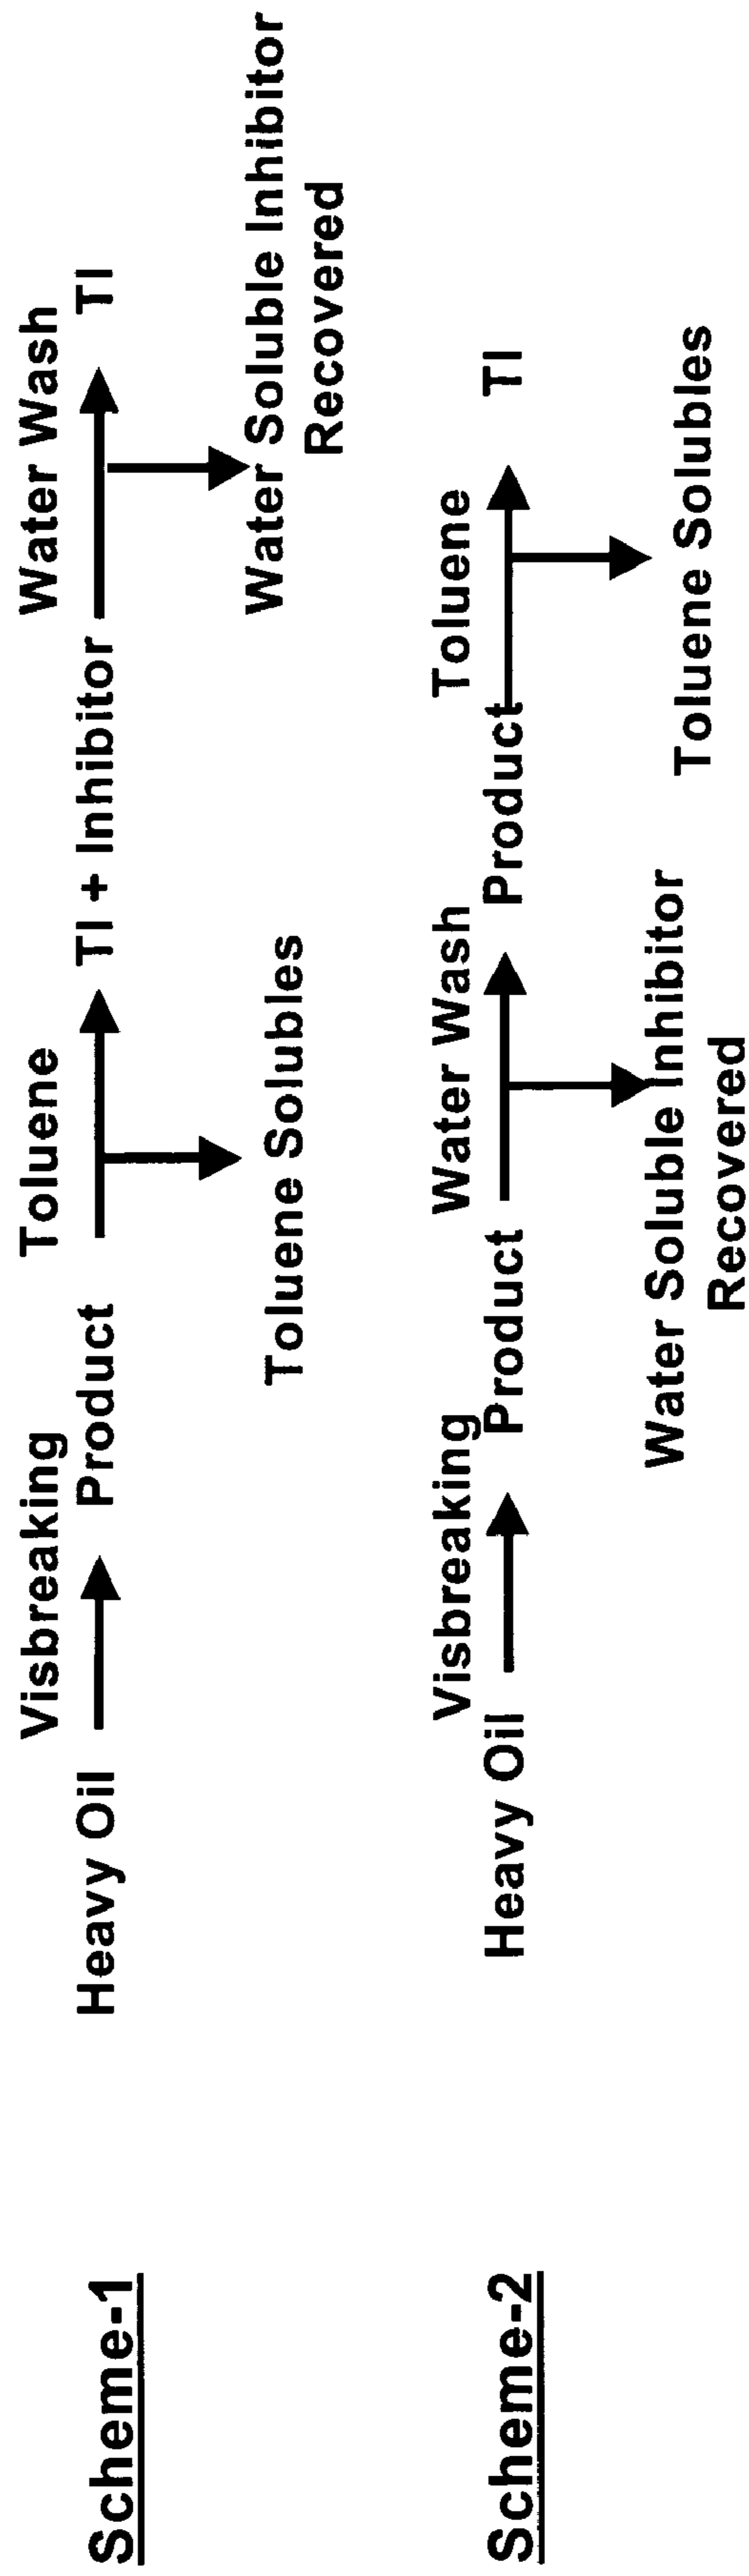 Scheme-1
Visbreaking Toluene Water Wash
Heavy Oil Product TI + Inhibitor TI
Toluene Solubles Water Soluble Inhibitor
Recovered
Scheme-2
Visbreaking Water Wash Toluene
Heavy Oil Product Product TI
Water Soluble Inhibitor Toluene Solubles
Recovered